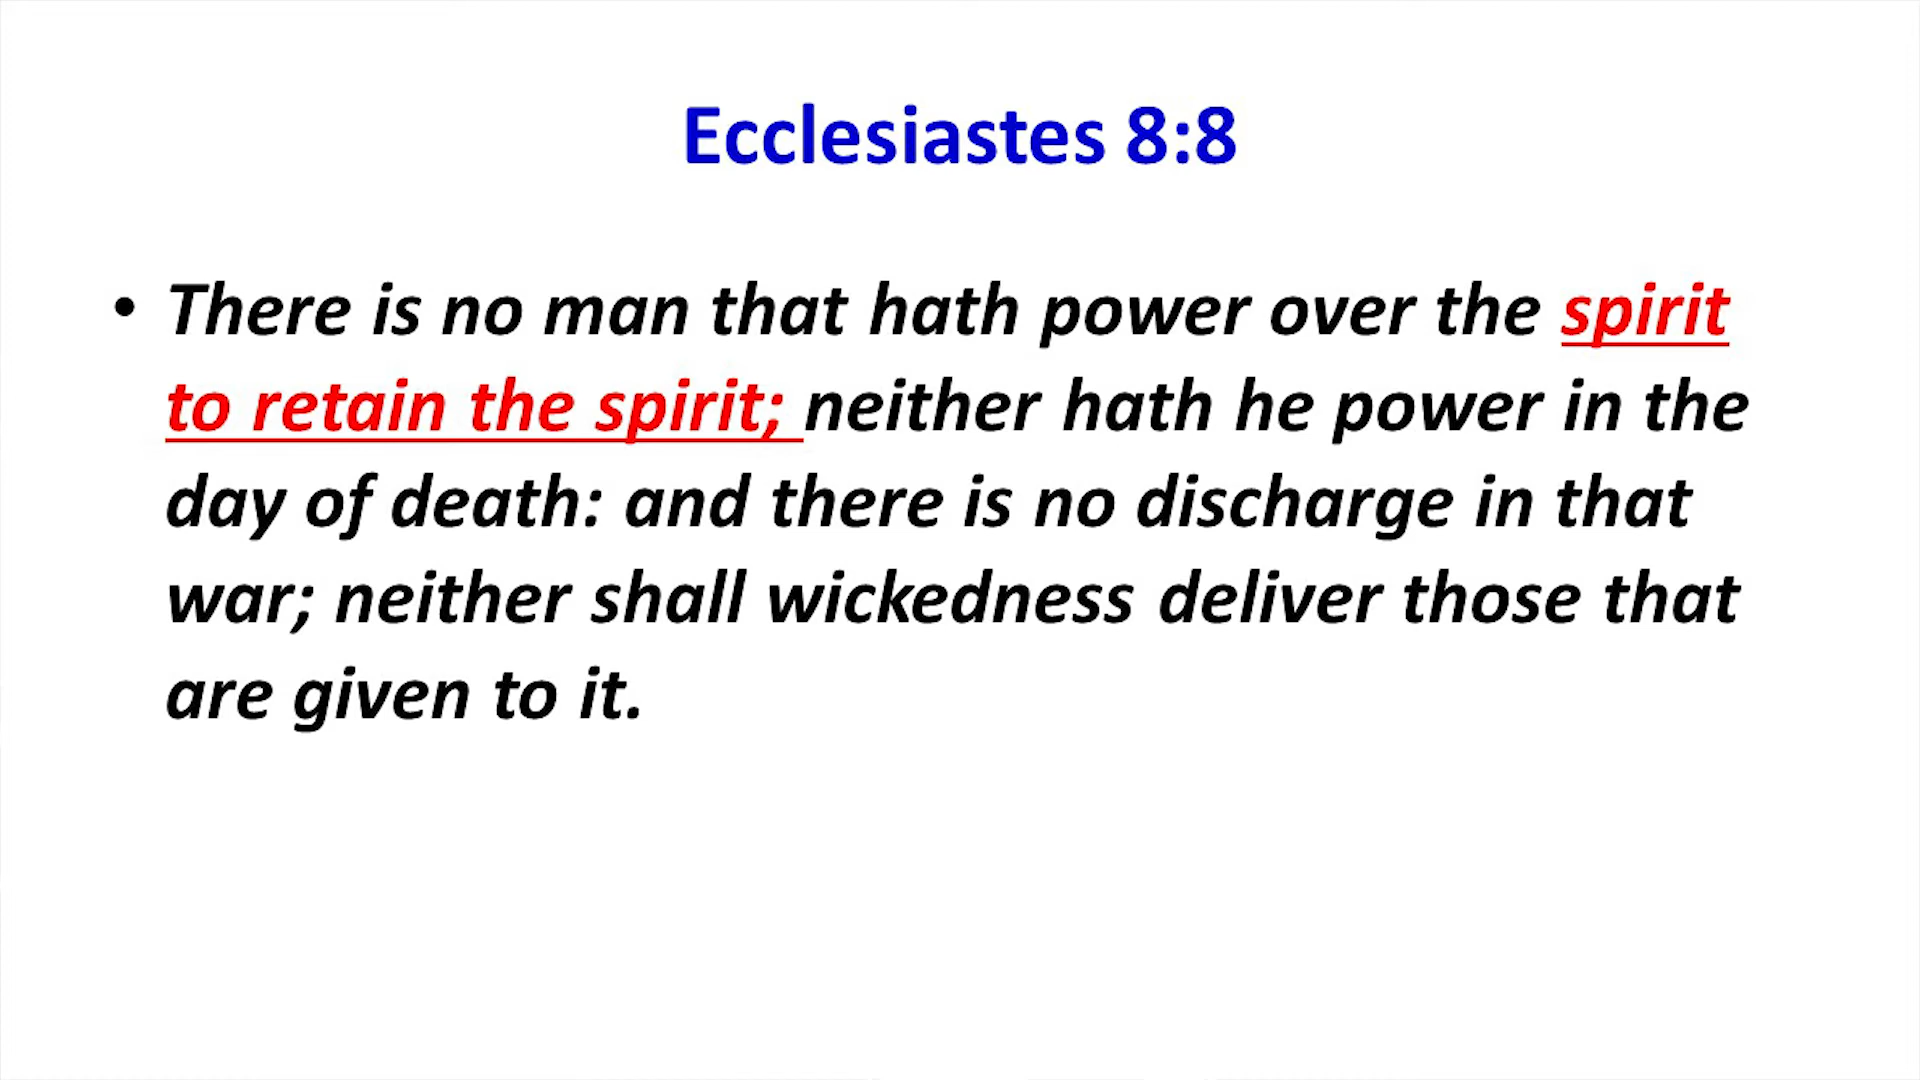 Ecclesiastes 8:8
• There is no man that hath power over the spirit
to retain the spirit; neither hath he power in the
day of death: and there is no discharge in that
war; neither shall wickedness deliver those that
are given to it.